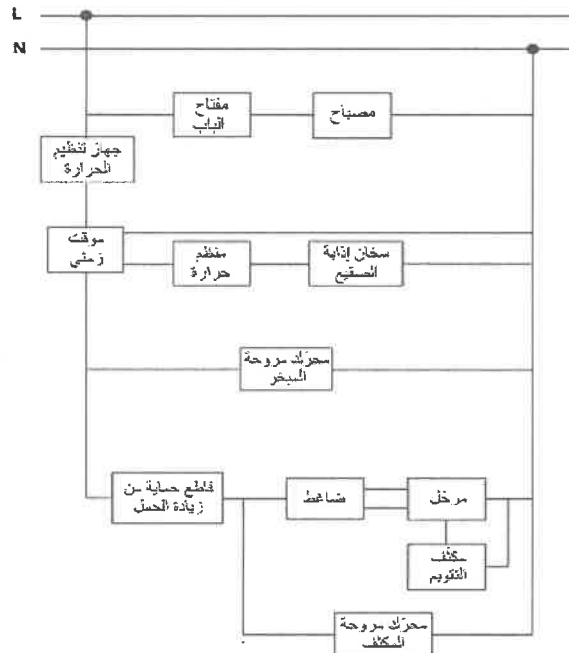 L
N
مفتاح
الباب
مصباح
جهاز تنظيم
الحرارة
موقت
زمني
منظم
حرارة
سخان إذابة
الصقيع
محرك مروحة
المبخر
قاطع حماية من
زيادة الحمل
ضاغط
مرحل
مكثف
التقويم
محرك مروحة
المكثف